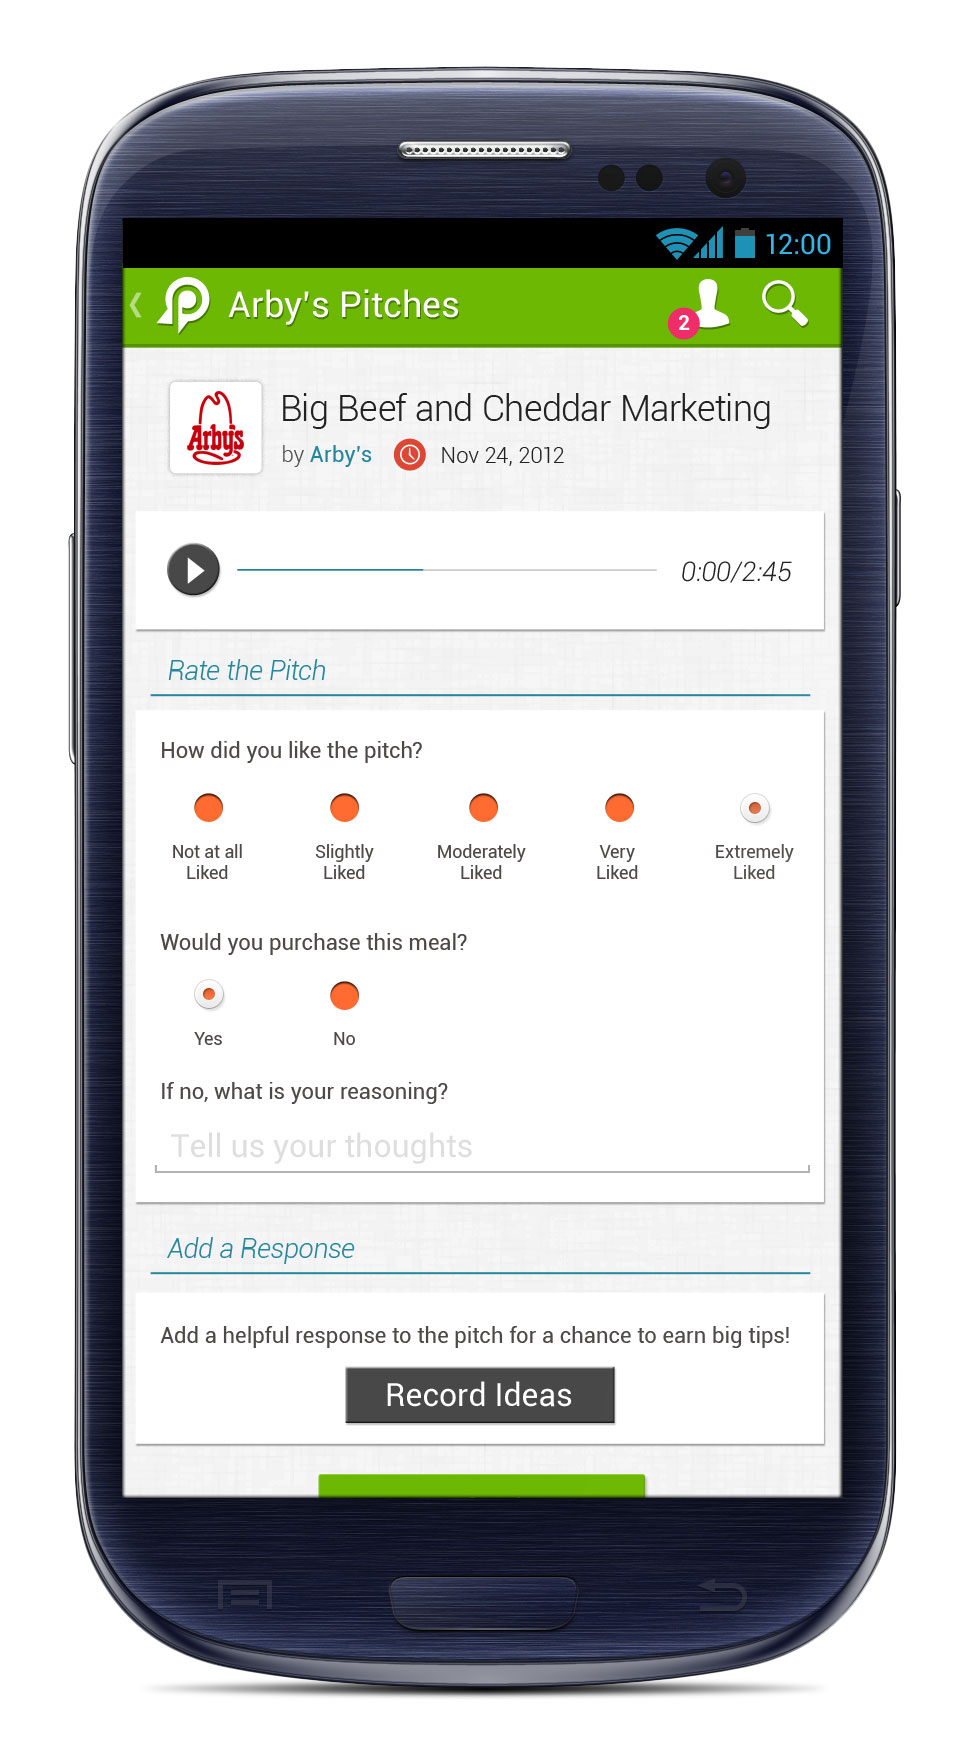 12:00
Arby's Pitches
2
Arby's
Big Beef and Cheddar Marketing
by Arby's Nov 24, 2012
0:00/2:45
Rate the Pitch
How did you like the pitch?
Not at all Liked
Slightly Liked
Moderately Liked
Very Liked
Extremely Liked
Would you purchase this meal?
Yes No
If no, what is your reasoning?
Tell us your thoughts
Add a Response
Add a helpful response to the pitch for a chance to earn big tips!
Record Ideas